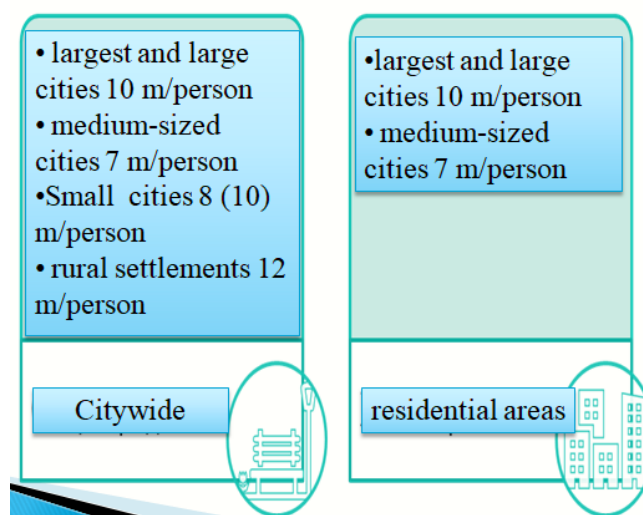 • largest and large
cities 10 m/person
• medium-sized
cities 7 m/person
•Small cities 8 (10)
m/person
• rural settlements 12
m/person
Citywide
•largest and large
cities 10 m/person
• medium-sized
cities 7 m/person
residential areas